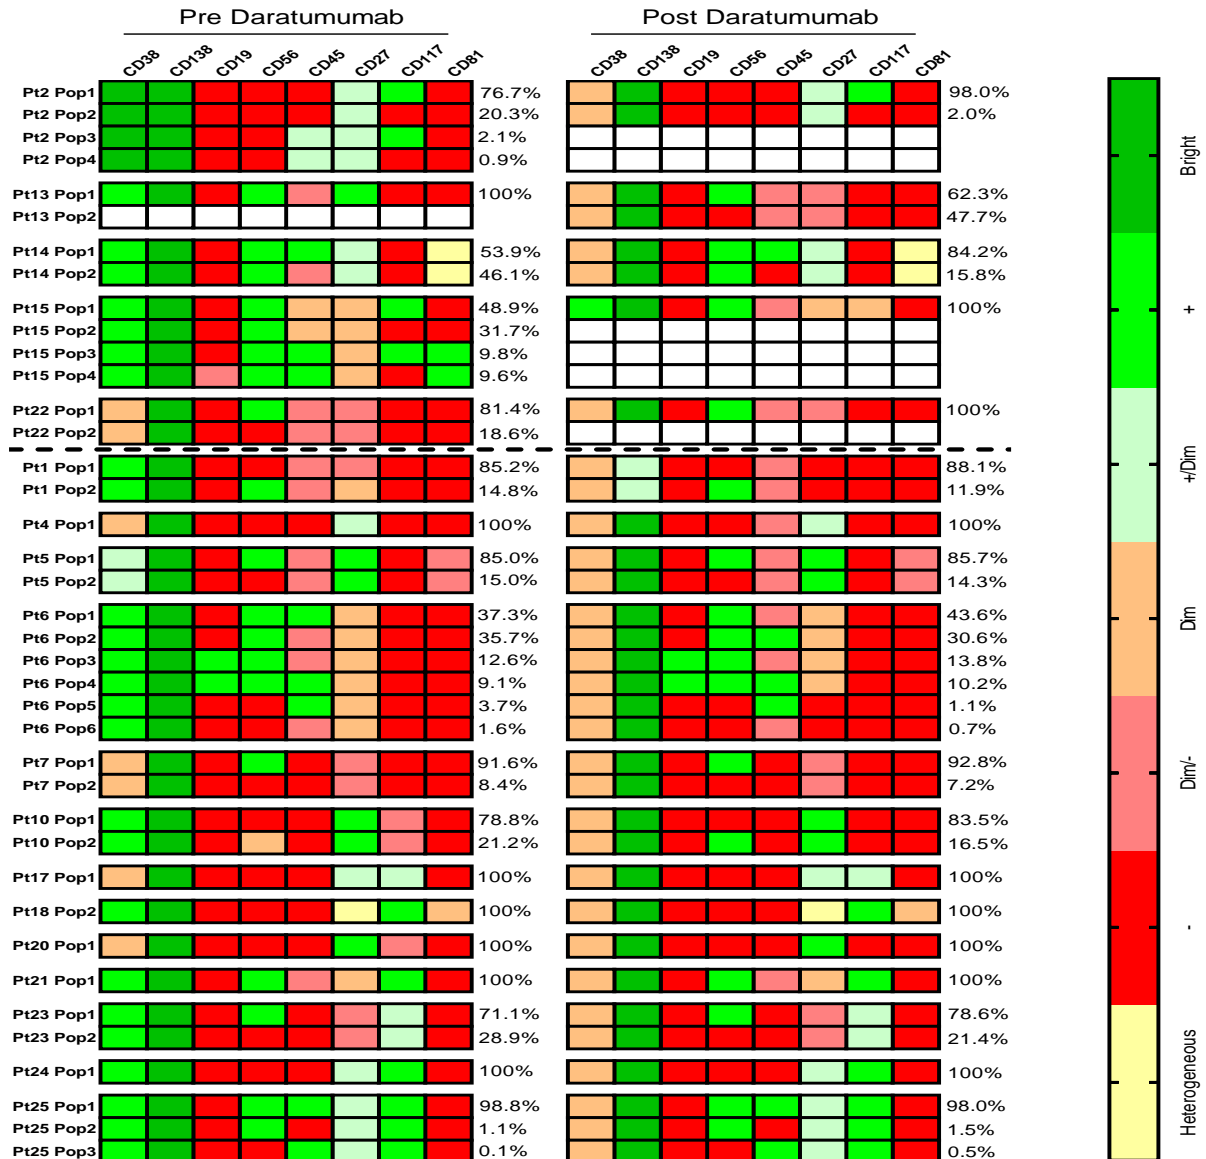 Pre Daratumumab Post Daratumumab
CD38 CD138 CD19 CD56 CD45 CD27 CD117 CD81 CD38 CD138 CD19 CD56 CD45 CD27 CD117 CD81
Pt2 Pop1 76.7% 98.0%
Pt2 Pop2 20.3% 2.0%
Pt2 Pop3 2.1%
Pt2 Pop4 0.9%
Pt13 Pop1 100% 62.3%
Pt13 Pop2 47.7%
Pt14 Pop1 53.9% 84.2%
Pt14 Pop2 46.1% 15.8%
Pt15 Pop1 48.9% 100%
Pt15 Pop2 31.7%
Pt15 Pop3 9.8%
Pt15 Pop4 9.6%
Pt22 Pop1 81.4% 100%
Pt22 Pop2 18.6%
Pt1 Pop1 85.2% 88.1%
Pt1 Pop2 14.8% 11.9%
Pt4 Pop1 100% 100%
Pt5 Pop1 85.0% 85.7%
Pt5 Pop2 15.0% 14.3%
Pt6 Pop1 37.3% 43.6%
Pt6 Pop2 35.7% 30.6%
Pt6 Pop3 12.6% 13.8%
Pt6 Pop4 9.1% 10.2%
Pt6 Pop5 3.7% 1.1%
Pt6 Pop6 1.6% 0.7%
Pt7 Pop1 91.6% 92.8%
Pt7 Pop2 8.4% 7.2%
Pt10 Pop1 78.8% 83.5%
Pt10 Pop2 21.2% 16.5%
Pt17 Pop1 100% 100%
Pt18 Pop2 100% 100%
Pt20 Pop1 100% 100%
Pt21 Pop1 100% 100%
Pt23 Pop1 71.1% 78.6%
Pt23 Pop2 28.9% 21.4%
Pt24 Pop1 100% 100%
Pt25 Pop1 98.8% 98.0%
Pt25 Pop2 1.1% 1.5%
Pt25 Pop3 0.1% 0.5%
Bright
+
+/Dim
Dim
Dim/-
-
Heterogeneous